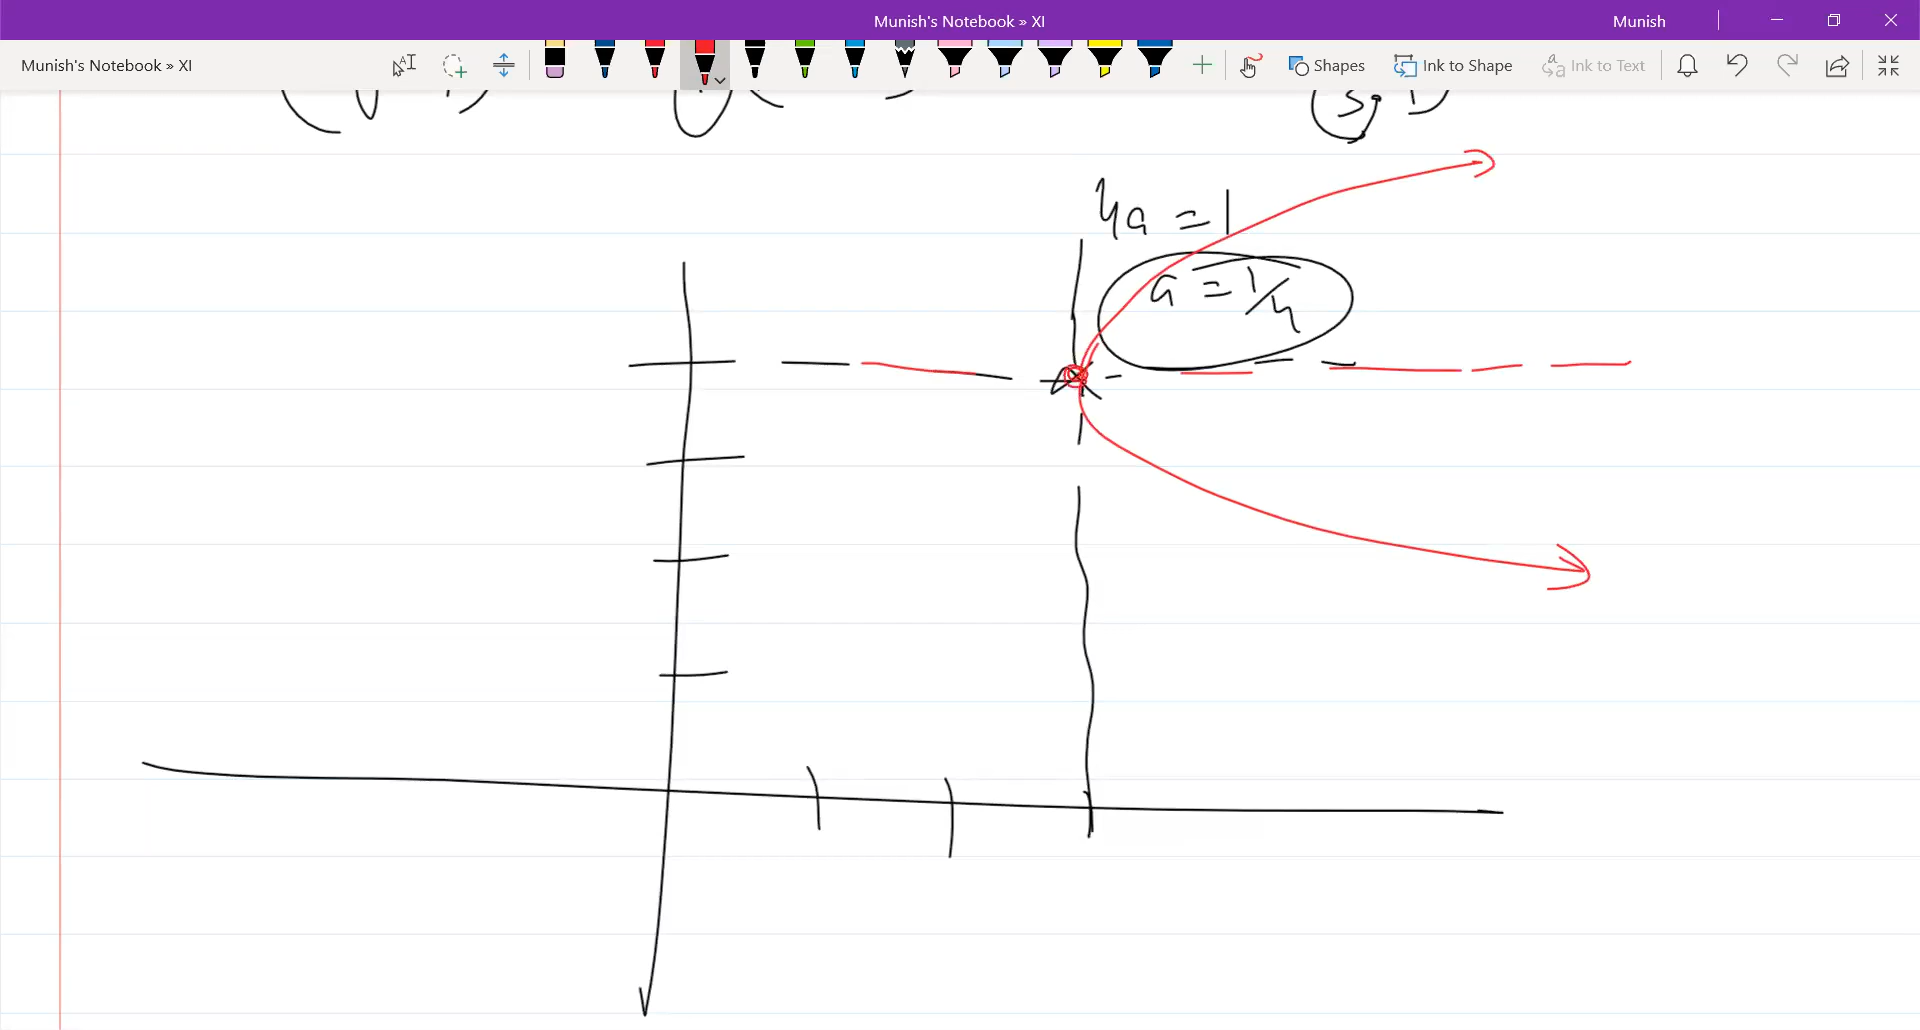 Munish's Notebook » XI
Munish
Munish's Notebook » XI
Shapes
Ink to Shape
Ink to Text
4a = 1
a = 1/4